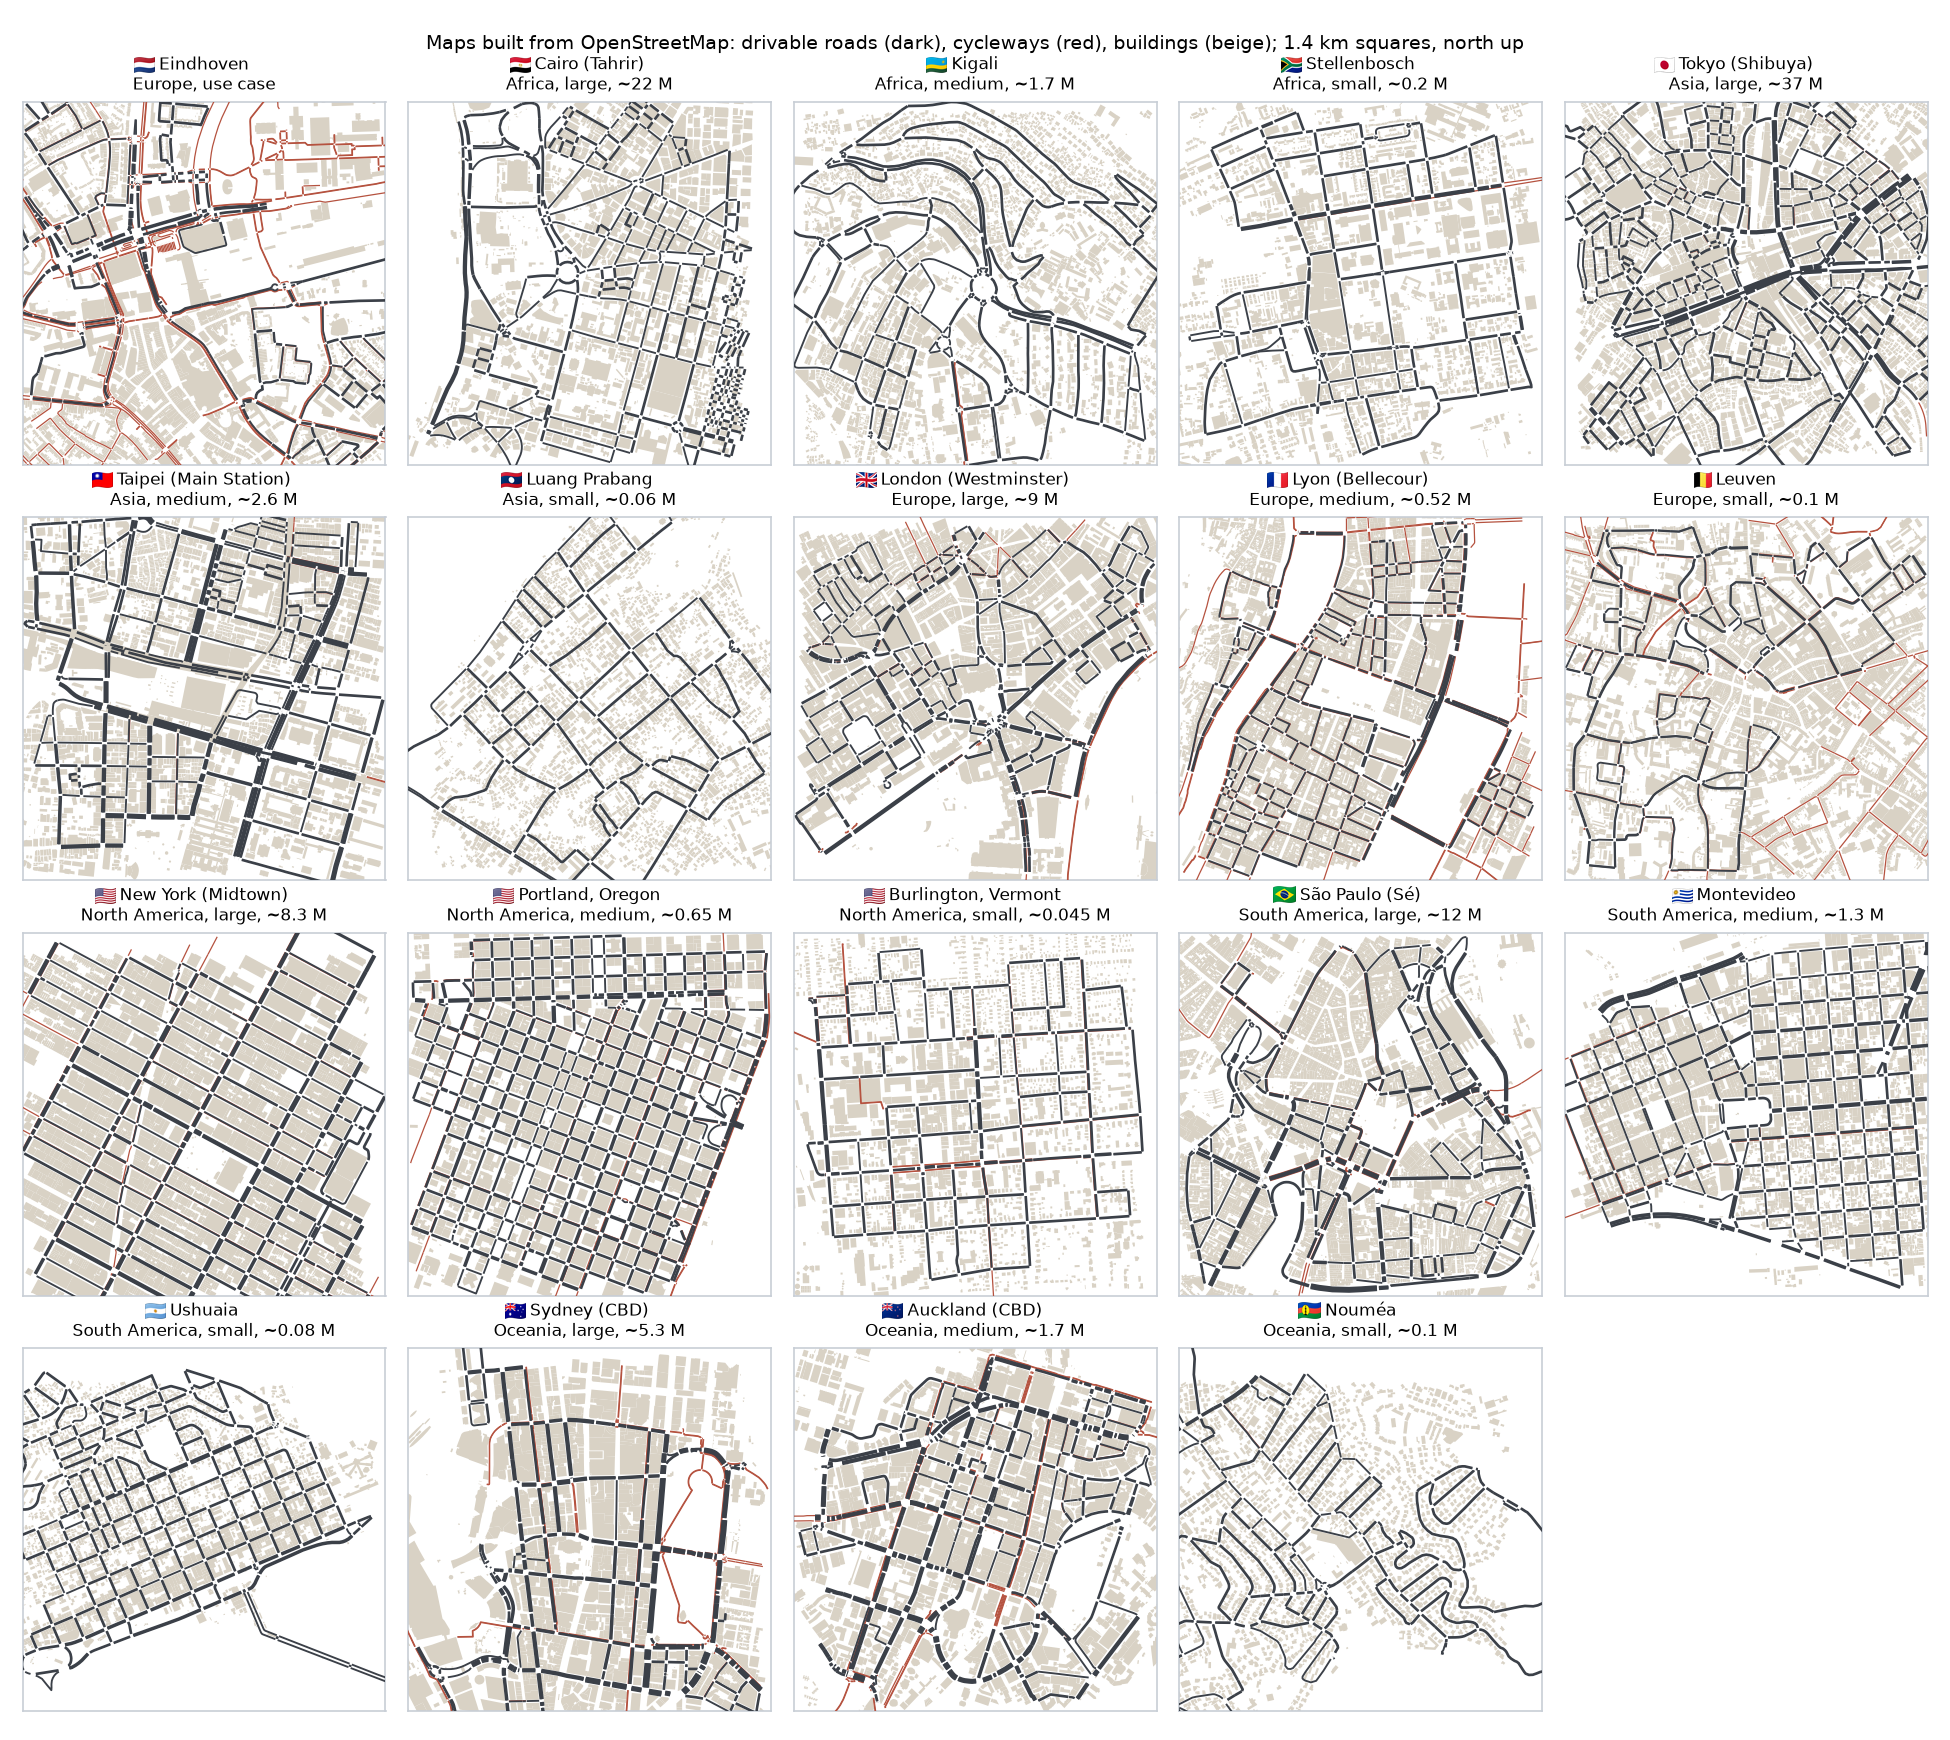 Maps built from OpenStreetMap: drivable roads (dark), cycleways (red), buildings (beige); 1.4 km squares, north up
Eindhoven
Europe, use case
Cairo (Tahrir)
Africa, large, ~22 M
Kigali
Africa, medium, ~1.7 M
Stellenbosch
Africa, small, ~0.2 M
Tokyo (Shibuya)
Asia, large, ~37 M
Taipei (Main Station)
Asia, medium, ~2.6 M
Luang Prabang
Asia, small, ~0.06 M
London (Westminster)
Europe, large, ~9 M
Lyon (Bellecour)
Europe, medium, ~0.52 M
Leuven
Europe, small, ~0.1 M
New York (Midtown)
North America, large, ~8.3 M
Portland, Oregon
North America, medium, ~0.65 M
Burlington, Vermont
North America, small, ~0.045 M
São Paulo (Sé)
South America, large, ~12 M
Montevideo
South America, medium, ~1.3 M
Ushuaia
South America, small, ~0.08 M
Sydney (CBD)
Oceania, large, ~5.3 M
Auckland (CBD)
Oceania, medium, ~1.7 M
Nouméa
Oceania, small, ~0.1 M